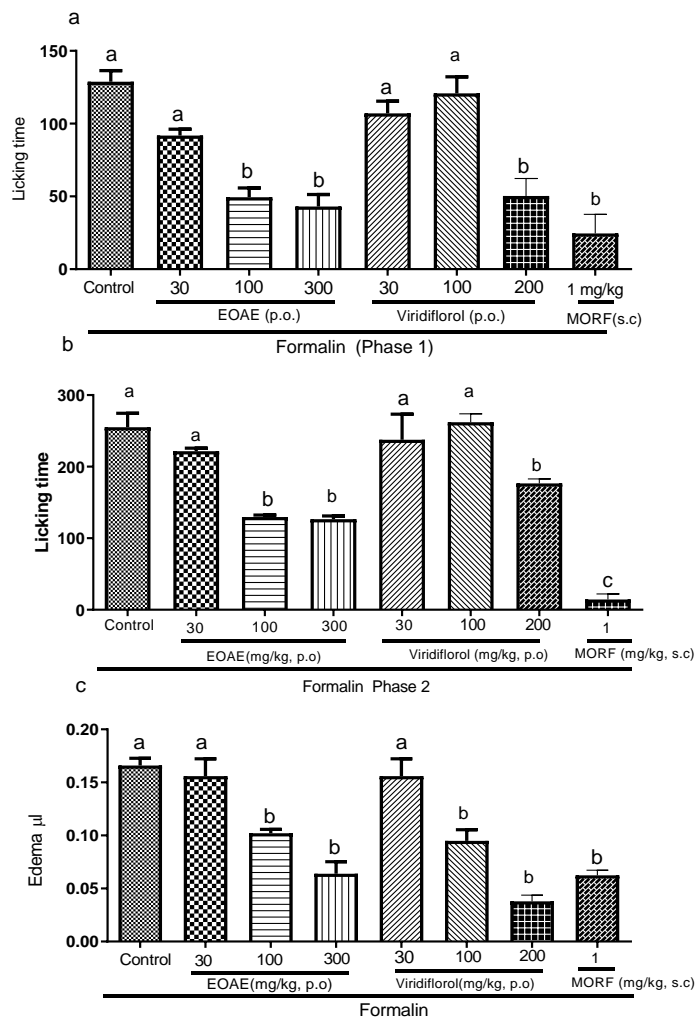 a
150
100
50
0
Licking time
a
a
b
b
a
a
b
b
Control
30
100
300
30
100
200
1 mg/kg
EOAE (p.o.)
Viridiflorol (p.o.)
MORF(s.c)
Formalin (Phase 1)
b
300
200
100
0
Licking time
a
a
b
b
a
a
b
c
Control
30
100
300
30
100
200
1
EOAE(mg/kg, p.o)
Viridiflorol (mg/kg, p.o)
MORF (mg/kg, s.c)
Formalin Phase 2
c
0.20
0.15
0.10
0.05
0.00
Edema µl
a
a
b
b
a
b
b
b
Control
30
100
300
30
100
200
1
EOAE(mg/kg, p.o)
Viridiflorol(mg/kg, p.o)
MORF (mg/kg, s.c)
Formalin